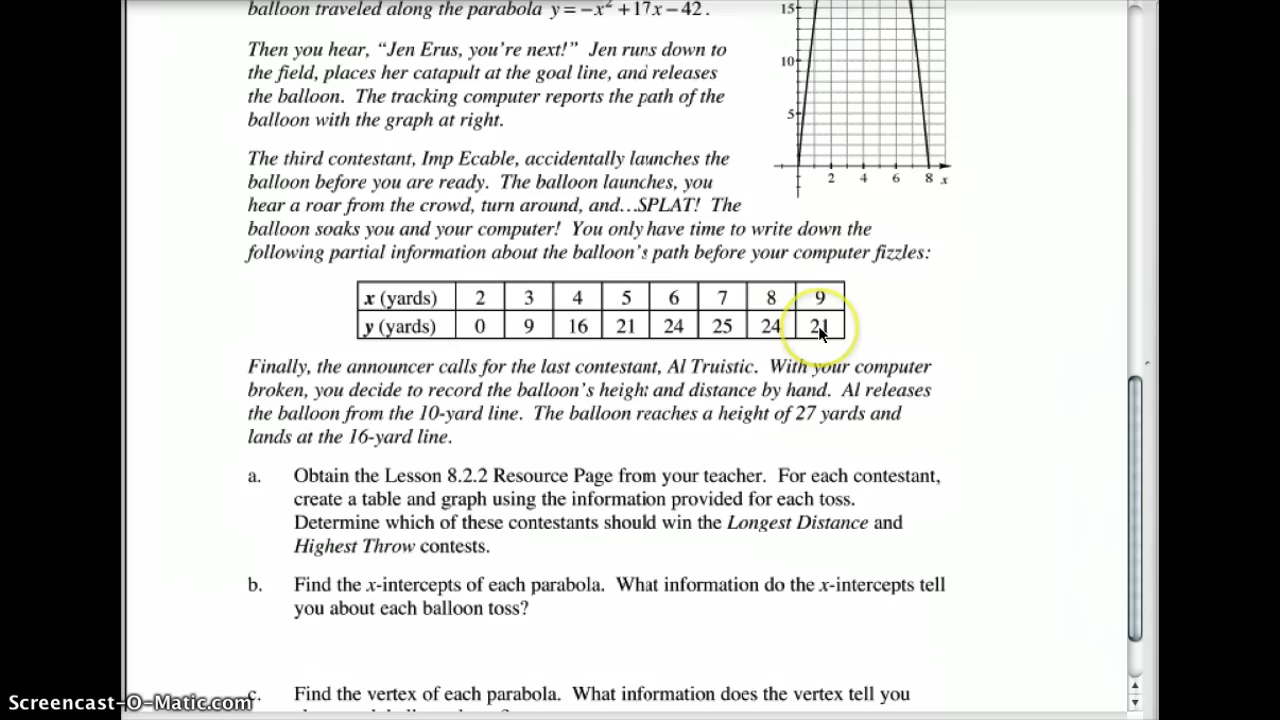 balloon traveled along the parabola y = −x² + 17x − 42.
Then you hear, “Jen Erus, you’re next!” Jen runs down to
the field, places her catapult at the goal line, and releases
the balloon. The tracking computer reports the path of the
balloon with the graph at right.
15
10
5
2 4 6 8 x
The third contestant, Imp Ecable, accidentally launches the
balloon before you are ready. The balloon launches, you
hear a roar from the crowd, turn around, and…SPLAT! The
balloon soaks you and your computer! You only have time to write down the
following partial information about the balloon’s path before your computer fizzles:
x (yards) 2 3 4 5 6 7 8 9
y (yards) 0 9 16 21 24 25 24 21
Finally, the announcer calls for the last contestant, Al Truistic. With your computer
broken, you decide to record the balloon’s height and distance by hand. Al releases
the balloon from the 10-yard line. The balloon reaches a height of 27 yards and
lands at the 16-yard line.
a. Obtain the Lesson 8.2.2 Resource Page from your teacher. For each contestant,
create a table and graph using the information provided for each toss.
Determine which of these contestants should win the Longest Distance and
Highest Throw contests.
b. Find the x-intercepts of each parabola. What information do the x-intercepts tell
you about each balloon toss?
c. Find the vertex of each parabola. What information does the vertex tell you
Screencast-O-Matic.com